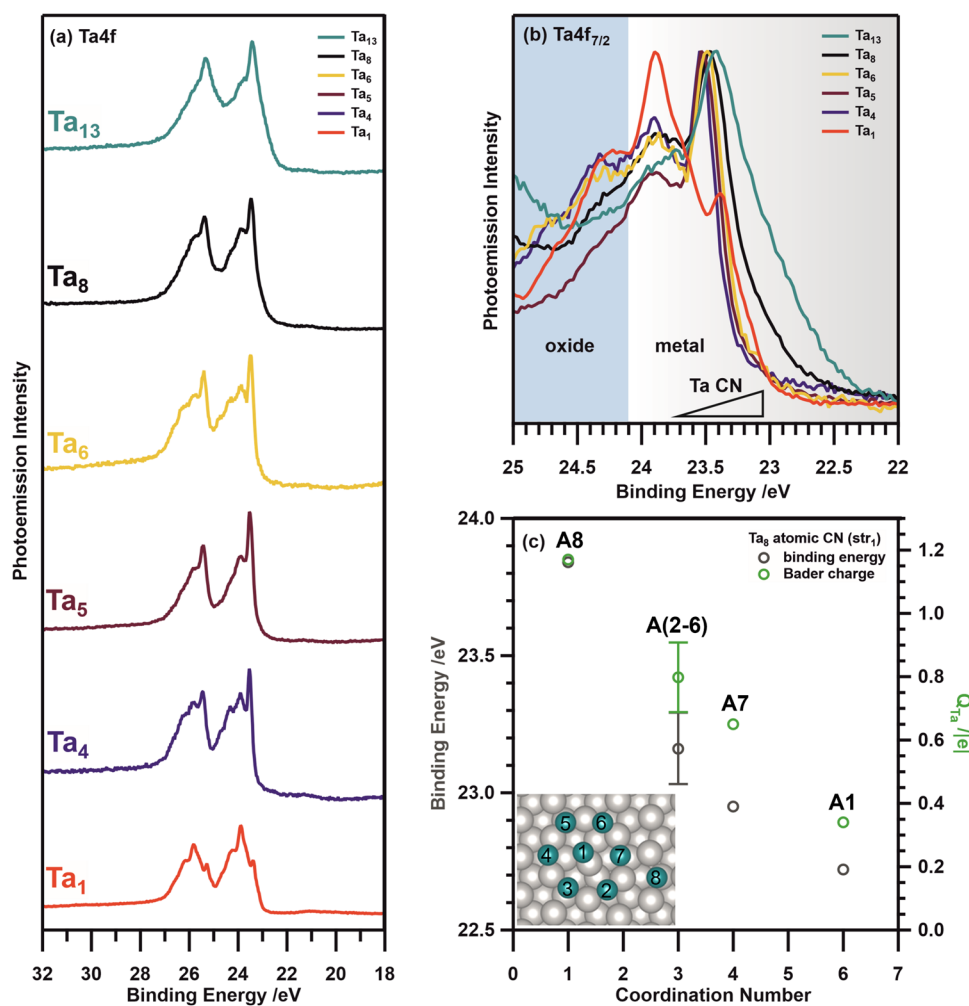 (a) Ta4f
Ta₁₃
Ta₈
Ta₆
Ta₅
Ta₄
Ta₁
Ta₁₃
Ta₈
Ta₆
Ta₅
Ta₄
Ta₁
Photoemission Intensity
32 30 28 26 24 22 20 18
Binding Energy /eV
(b) Ta4f₇/₂
Ta₁₃
Ta₈
Ta₆
Ta₅
Ta₄
Ta₁
oxide
metal
Ta CN
Photoemission Intensity
25 24.5 24 23.5 23 22.5 22
Binding Energy /eV
(c)
Ta₈ atomic CN (str₁)
binding energy
Bader charge
A8
A(2-6)
A7
A1
5 6
4 1 7
8
3 2
24.0
23.5
23.0
22.5
Binding Energy /eV
1.2
1.0
0.8
0.6
0.4
0.2
0.0
Q_Ta /|e|
0 1 2 3 4 5 6 7
Coordination Number